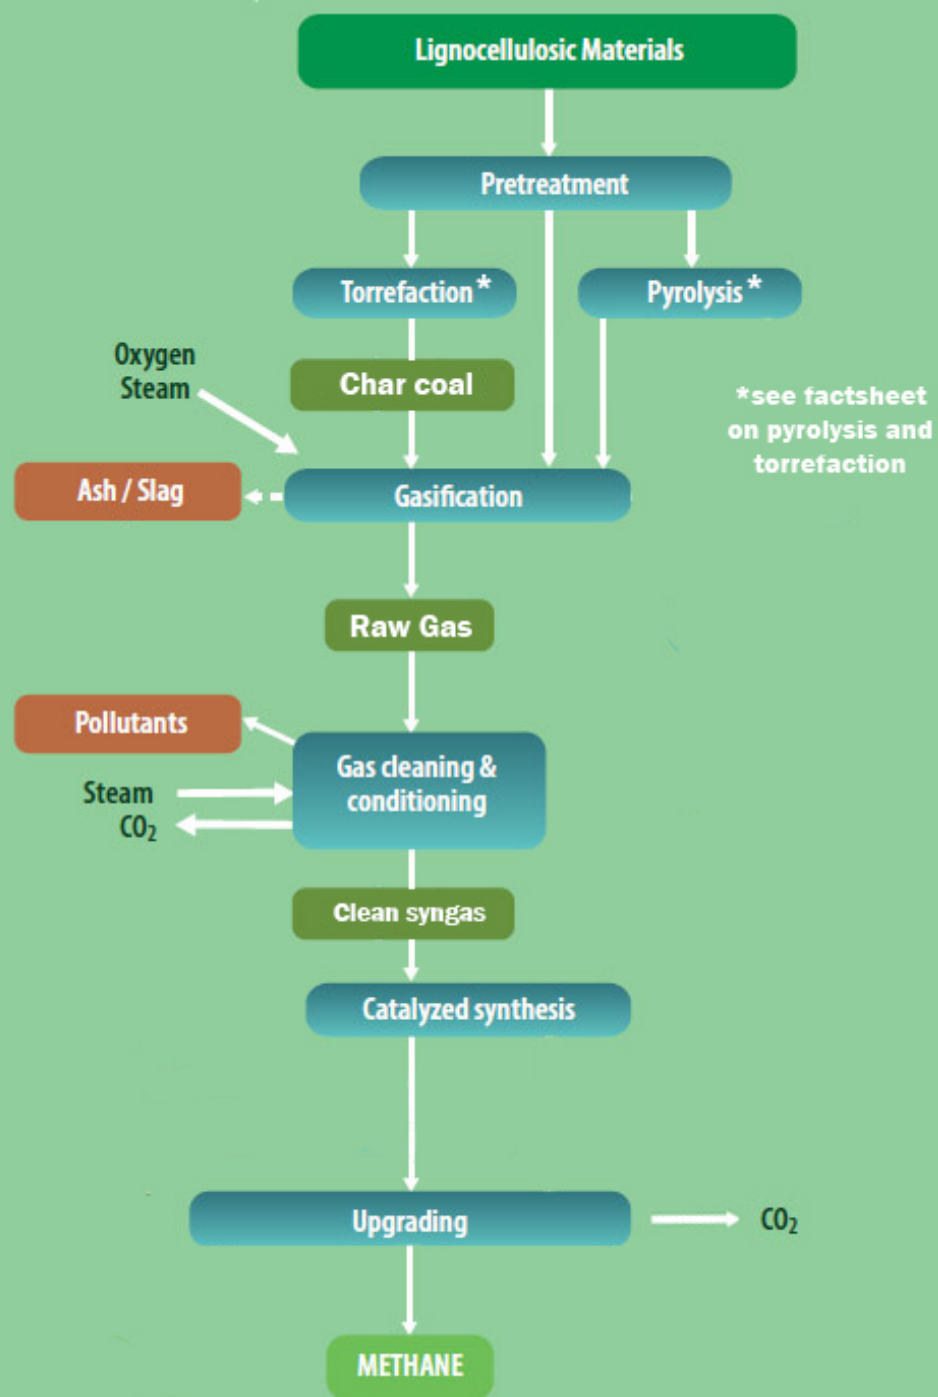 Lignocellulosic Materials
Pretreatment
Torrefaction*
Pyrolysis*
Oxygen
Steam
Char coal
*see factsheet
on pyrolysis and
torrefaction
Ash / Slag
Gasification
Raw Gas
Pollutants
Gas cleaning &
conditioning
Steam
CO₂
Clean syngas
Catalyzed synthesis
Upgrading
CO₂
METHANE